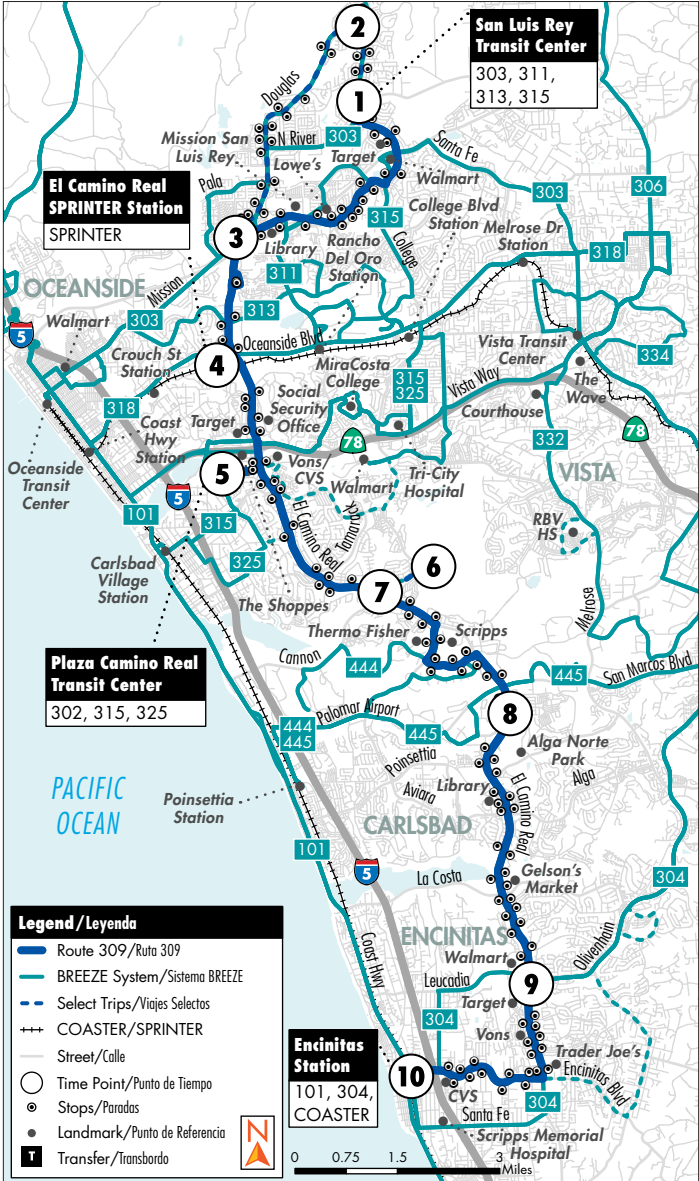 2
San Luis Rey
Transit Center
303, 311,
313, 315
1
Douglas
N River
303
Mission San
Luis Rey
Lowe's
Target
Santa Fe
Walmart
303
306
Pala
El Camino Real
SPRINTER Station
SPRINTER
315
College Blvd
Station
College
Melrose Dr
Station
318
3
Library
Rancho
Del Oro
Station
311
OCEANSIDE
Mission
313
5
Walmart
303
Oceanside Blvd
Crouch St
Station
4
Vista Transit
Center
334
MiraCosta
College
315
325
Vista Way
The
Wave
318
Coast
Hwy
Station
Target
Social
Security
Office
Courthouse
78
78
332
Oceanside
Transit
Center
5
Vons/
CVS
Walmart
Tri-City
Hospital
VISTA
5
101
315
El Camino Real
Tamarack
RBV
HS
325
Carlsbad
Village
Station
6
7
The Shoppes
Melrose
Thermo Fisher
Scripps
Plaza Camino Real
Transit Center
302, 315, 325
Cannon
444
445
San Marcos Blvd
444
445
Palomar Airport
445
8
Poinsettia
Alga Norte
Park
Alga
PACIFIC
OCEAN
Poinsettia
Station
Aviara
Library
El Camino Real
CARLSBAD
101
5
La Costa
Gelson's
Market
304
Legend/Leyenda
Route 309/Ruta 309
BREEZE System/Sistema BREEZE
Select Trips/Viajes Selectos
COASTER/SPRINTER
Street/Calle
Time Point/Punto de Tiempo
Stops/Paradas
Landmark/Punto de Referencia
T Transfer/Transbordo
N
Coast Hwy
ENCINITAS
Walmart
Olivenhain
Leucadia
9
Target
304
Vons
Encinitas
Station
101, 304,
COASTER
10
Trader Joe's
Encinitas Blvd
CVS
304
Santa Fe
Scripps Memorial
Hospital
0 0.75 1.5 3
Miles